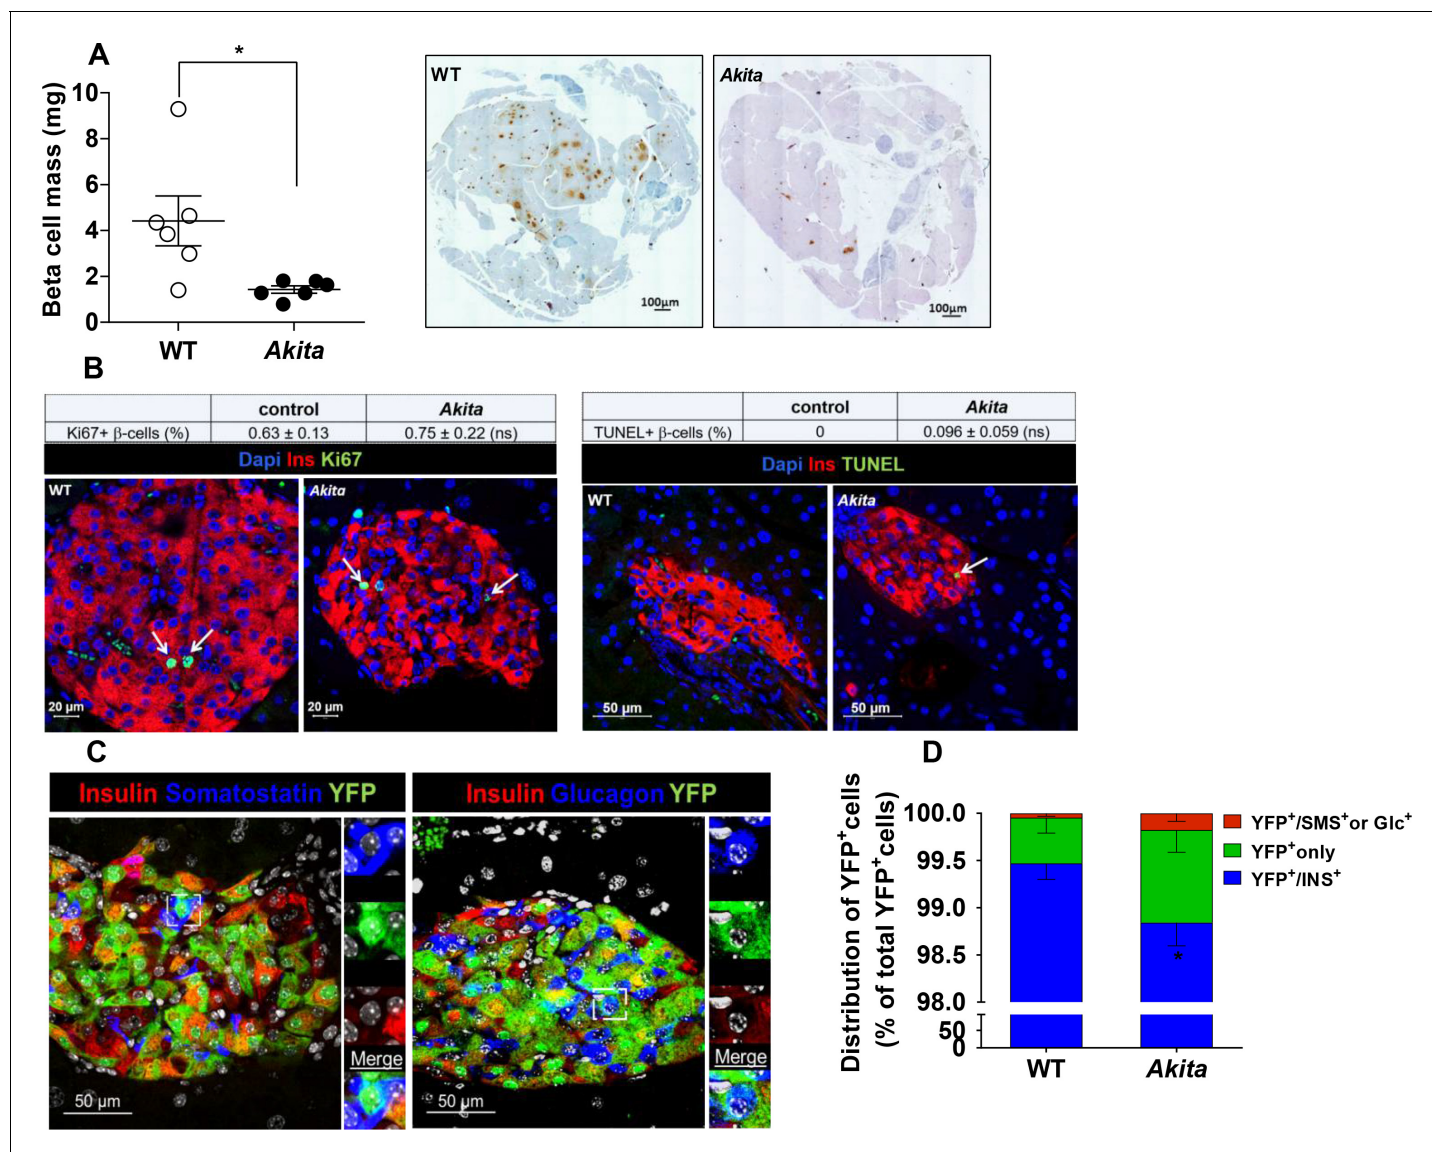 A
*
Beta cell mass (mg)
10
8
6
4
2
0
WT
Akita
WT
100µm
Akita
100µm
B
control Akita
Ki67+ β-cells (%) 0.63 ± 0.13 0.75 ± 0.22 (ns)
Dapi Ins Ki67
WT
20 µm
Akita
20 µm
control Akita
TUNEL+ β-cells (%) 0 0.096 ± 0.059 (ns)
Dapi Ins TUNEL
WT
50 µm
Akita
50 µm
C
Insulin Somatostatin YFP
50 µm
Merge
Insulin Glucagon YFP
50 µm
Merge
D
Distribution of YFP⁺cells
(% of total YFP⁺cells)
100.0
99.5
99.0
98.5
98.0
50
0
*
WT
Akita
YFP⁺/SMS⁺or Glc⁺
YFP⁺only
YFP⁺/INS⁺